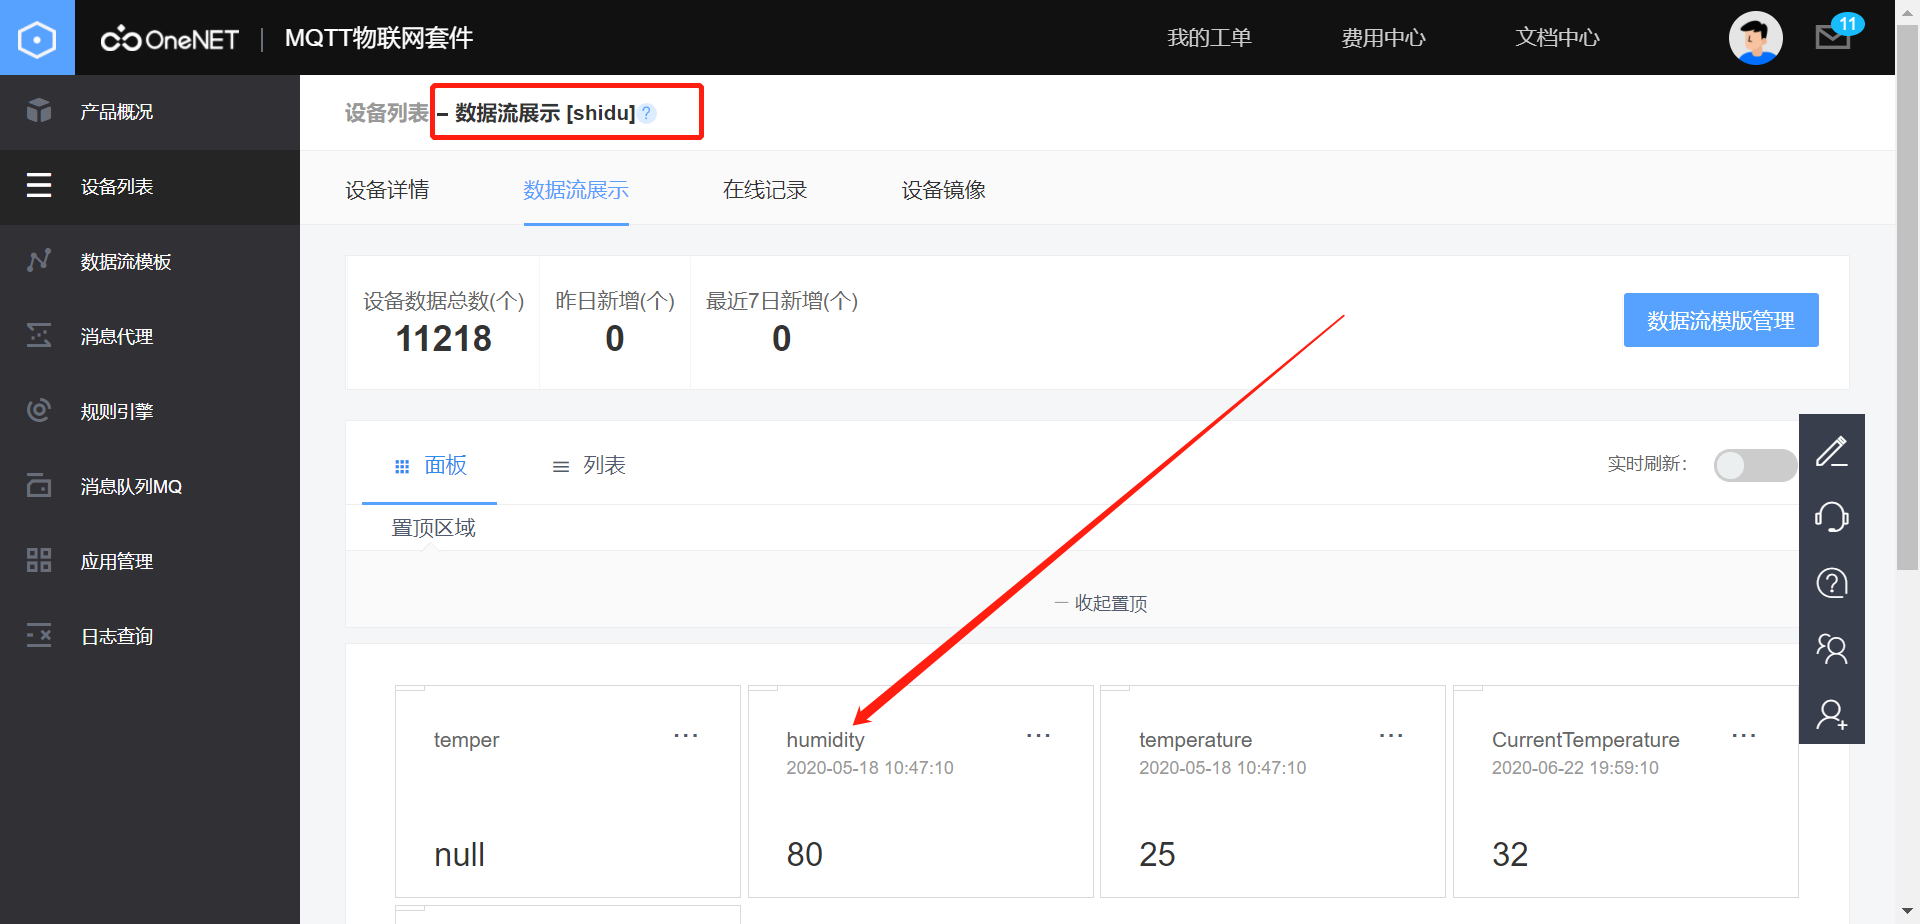 OneNET | MQTT物联网套件 我的工单 费用中心 文档中心 11
产品概况
设备列表
数据流模板
消息代理
规则引擎
消息队列MQ
应用管理
日志查询
设备列表 – 数据流展示 [shidu] ?
设备详情 数据流展示 在线记录 设备镜像
设备数据总数(个) 昨日新增(个) 最近7日新增(个)
11218 0 0
数据流模版管理
面板 列表 实时刷新：
置顶区域
— 收起置顶
temper ··· humidity ··· temperature ··· CurrentTemperature ···
2020-05-18 10:47:10 2020-05-18 10:47:10 2020-06-22 19:59:10
null 80 25 32